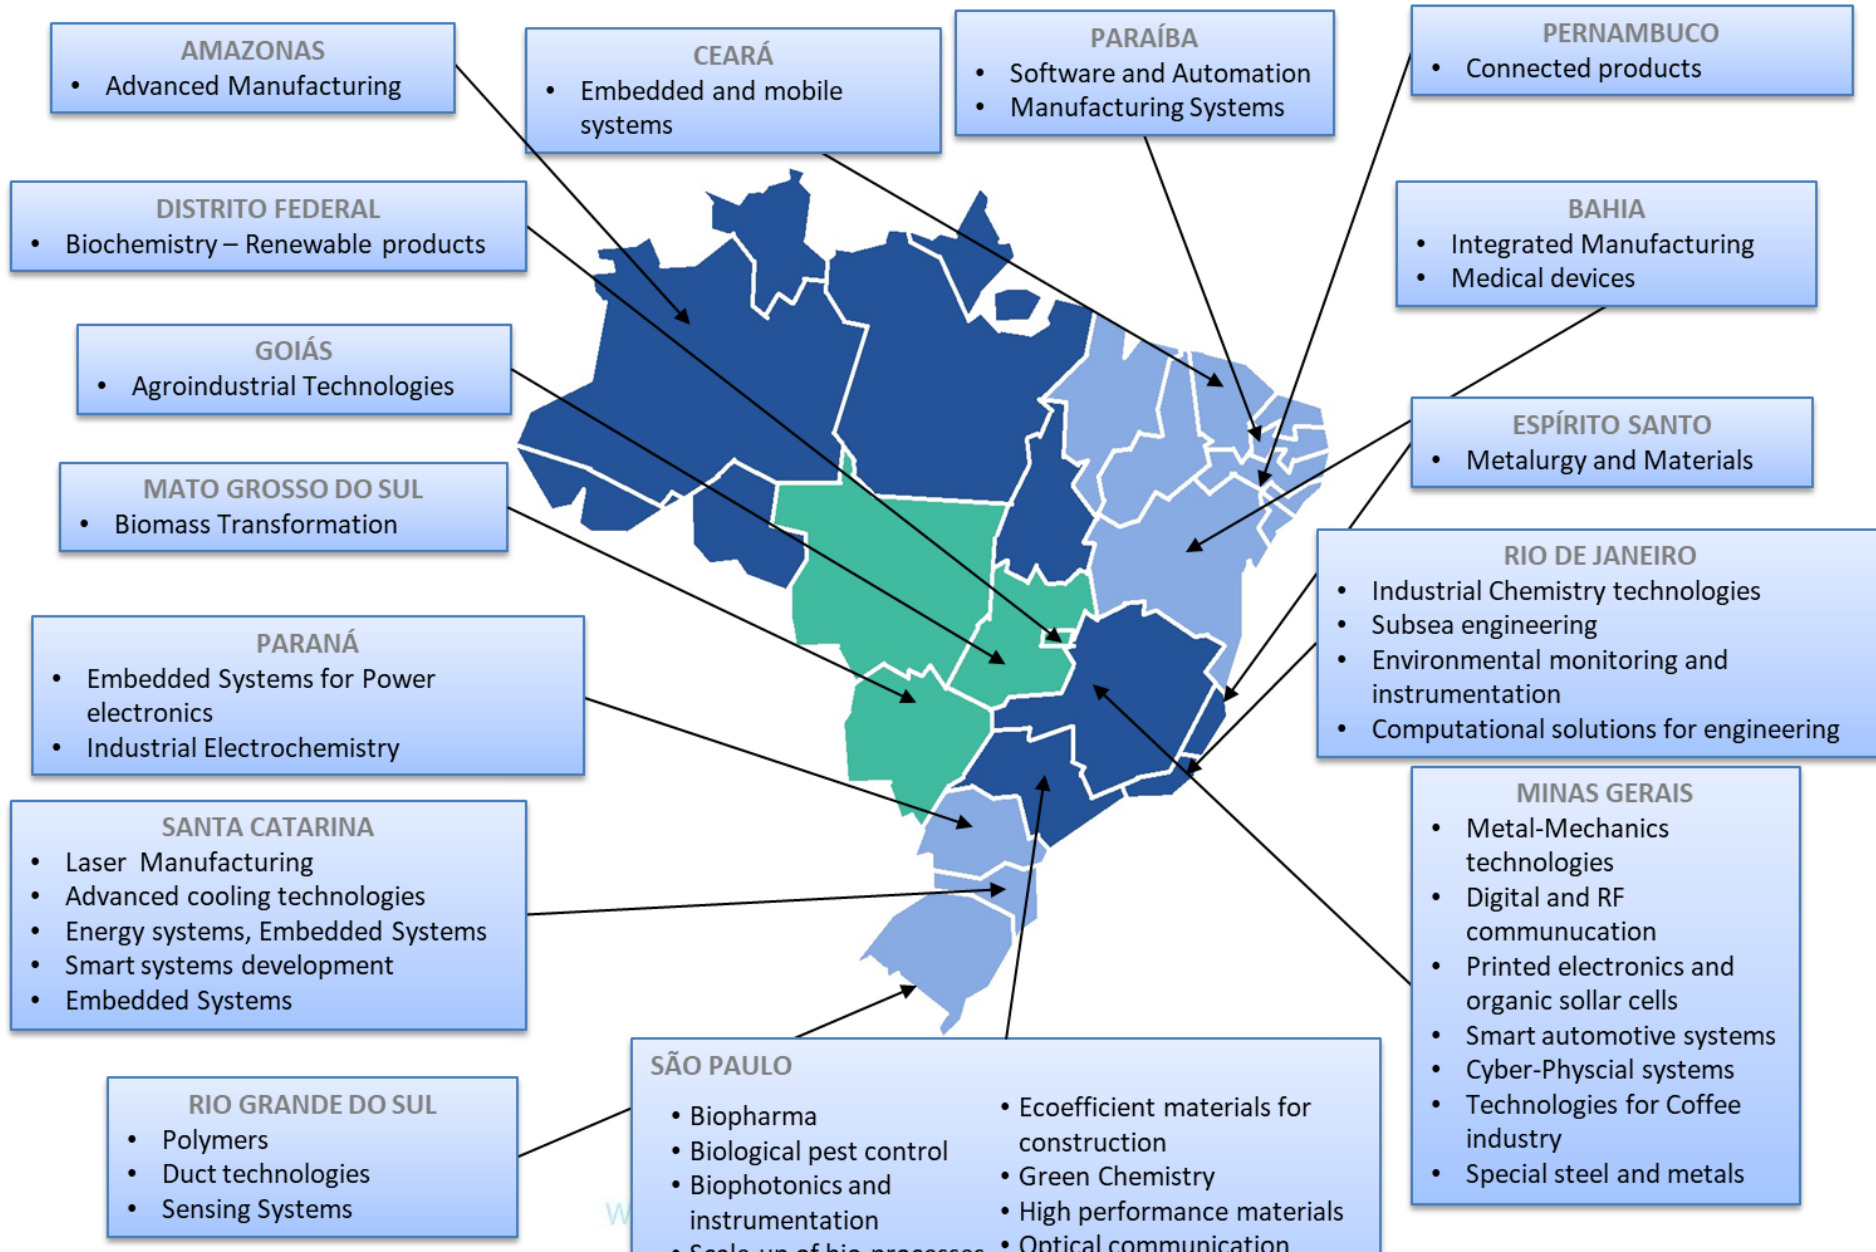 AMAZONAS
• Advanced Manufacturing
CEARÁ
• Embedded and mobile
systems
PARAÍBA
• Software and Automation
• Manufacturing Systems
PERNAMBUCO
• Connected products
DISTRITO FEDERAL
• Biochemistry – Renewable products
BAHIA
• Integrated Manufacturing
• Medical devices
GOIÁS
• Agroindustrial Technologies
ESPÍRITO SANTO
• Metalurgy and Materials
MATO GROSSO DO SUL
• Biomass Transformation
RIO DE JANEIRO
• Industrial Chemistry technologies
• Subsea engineering
• Environmental monitoring and
instrumentation
• Computational solutions for engineering
PARANÁ
• Embedded Systems for Power
electronics
• Industrial Electrochemistry
MINAS GERAIS
• Metal-Mechanics
technologies
• Digital and RF
communucation
• Printed electronics and
organic sollar cells
• Smart automotive systems
• Cyber-Physcial systems
• Technologies for Coffee
industry
• Special steel and metals
SANTA CATARINA
• Laser Manufacturing
• Advanced cooling technologies
• Energy systems, Embedded Systems
• Smart systems development
• Embedded Systems
RIO GRANDE DO SUL
• Polymers
• Duct technologies
• Sensing Systems
SÃO PAULO
• Biopharma
• Biological pest control
• Biophotonics and
instrumentation
• Scale-up of bio-processes
• Ecoefficient materials for
construction
• Green Chemistry
• High performance materials
• Optical communication